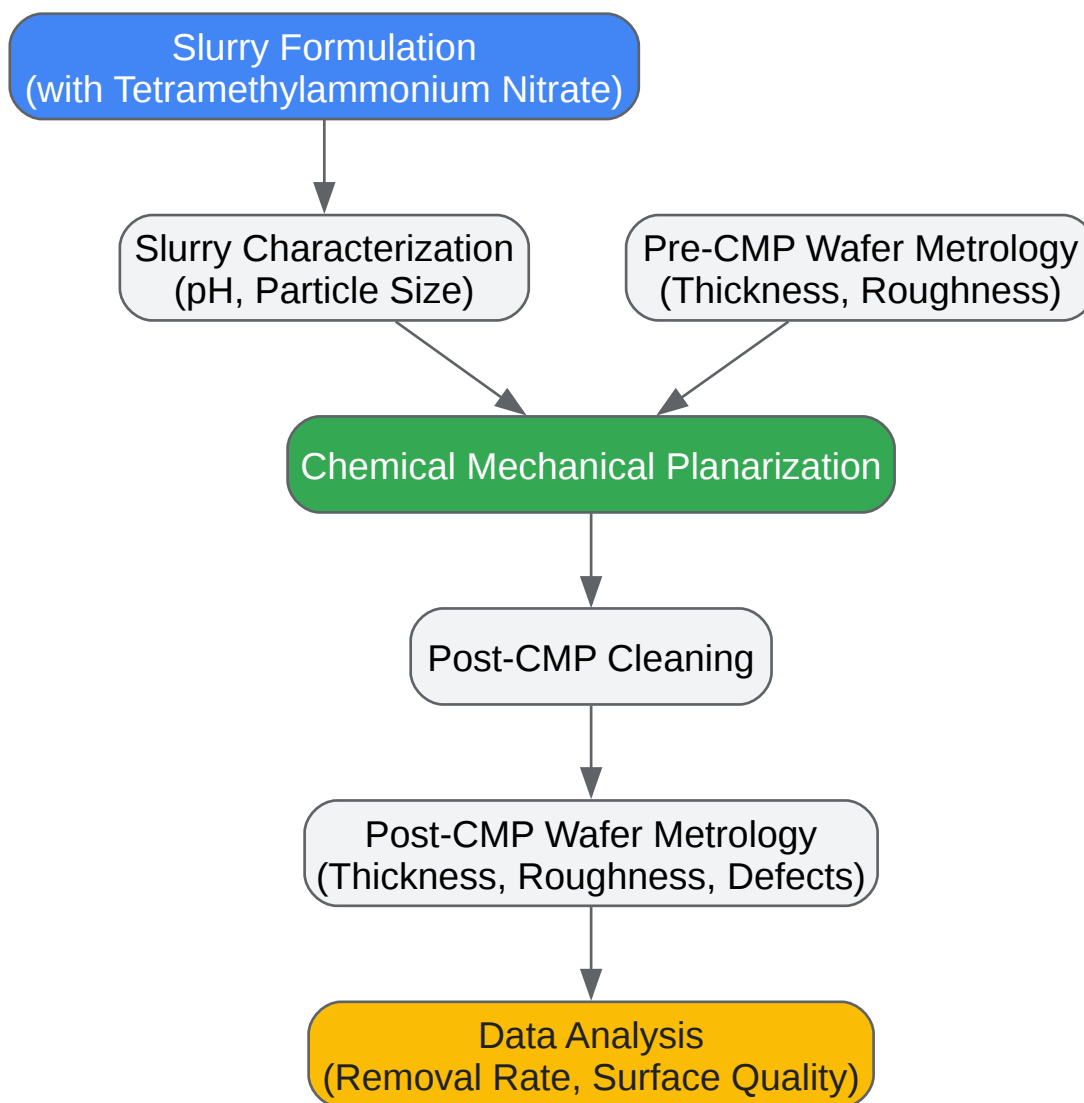 Slurry Formulation
(with Tetramethylammonium Nitrate)
Slurry Characterization
(pH, Particle Size)
Pre-CMP Wafer Metrology
(Thickness, Roughness)
Chemical Mechanical Planarization
Post-CMP Cleaning
Post-CMP Wafer Metrology
(Thickness, Roughness, Defects)
Data Analysis
(Removal Rate, Surface Quality)